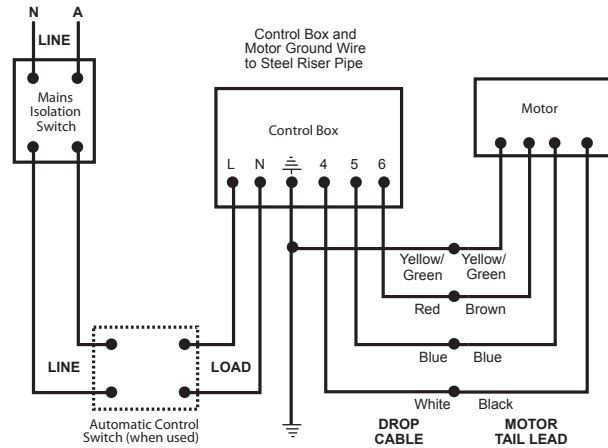 N A
LINE
Mains
Isolation
Switch
Control Box and
Motor Ground Wire
to Steel Riser Pipe
Control Box
L N 4 5 6
Motor
Yellow/
Green
Yellow/
Green
Red Brown
Blue Blue
White Black
LINE
LOAD
Automatic Control
Switch (when used)
DROP
CABLE
MOTOR
TAIL LEAD